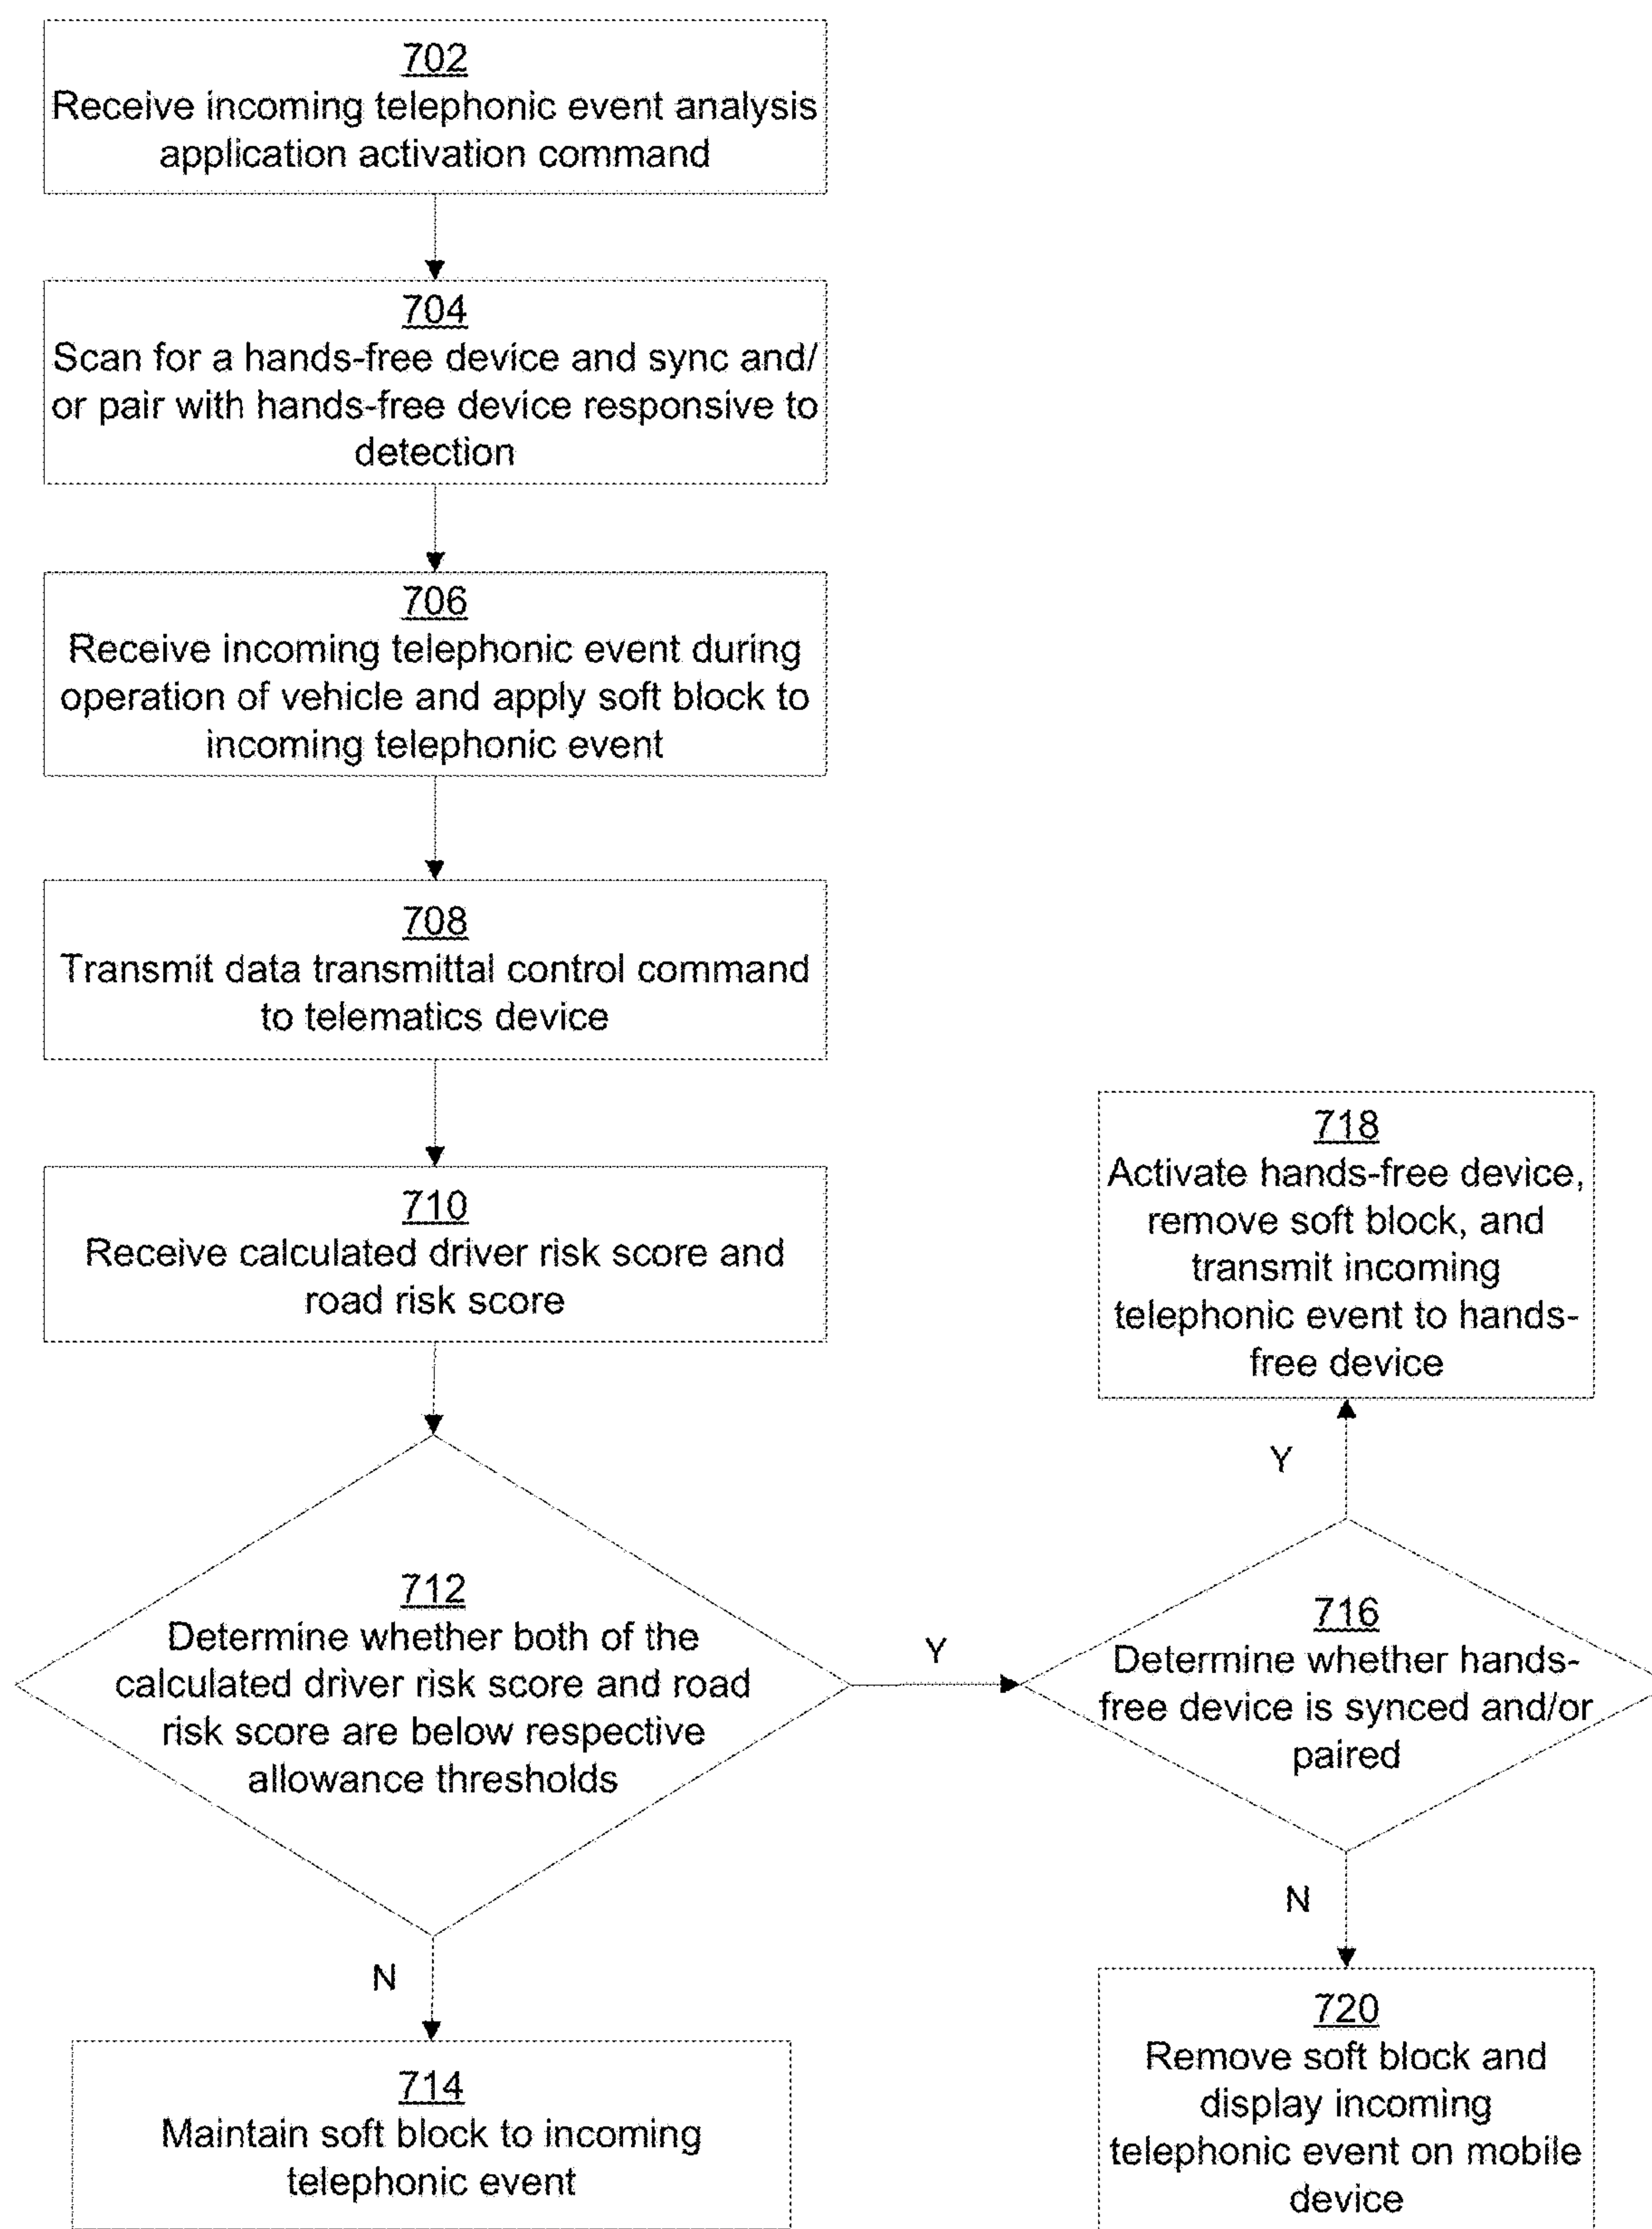 702
Receive incoming telephonic event analysis
application activation command
704
Scan for a hands-free device and sync and/
or pair with hands-free device responsive to
detection
706
Receive incoming telephonic event during
operation of vehicle and apply soft block to
incoming telephonic event
708
Transmit data transmittal control command
to telematics device
710
Receive calculated driver risk score and
road risk score
712
Determine whether both of the
calculated driver risk score and road
risk score are below respective
allowance thresholds
N
714
Maintain soft block to incoming
telephonic event
Y
716
Determine whether hands-
free device is synced and/or
paired
Y
718
Activate hands-free device,
remove soft block, and
transmit incoming
telephonic event to hands-
free device
N
720
Remove soft block and
display incoming
telephonic event on mobile
device